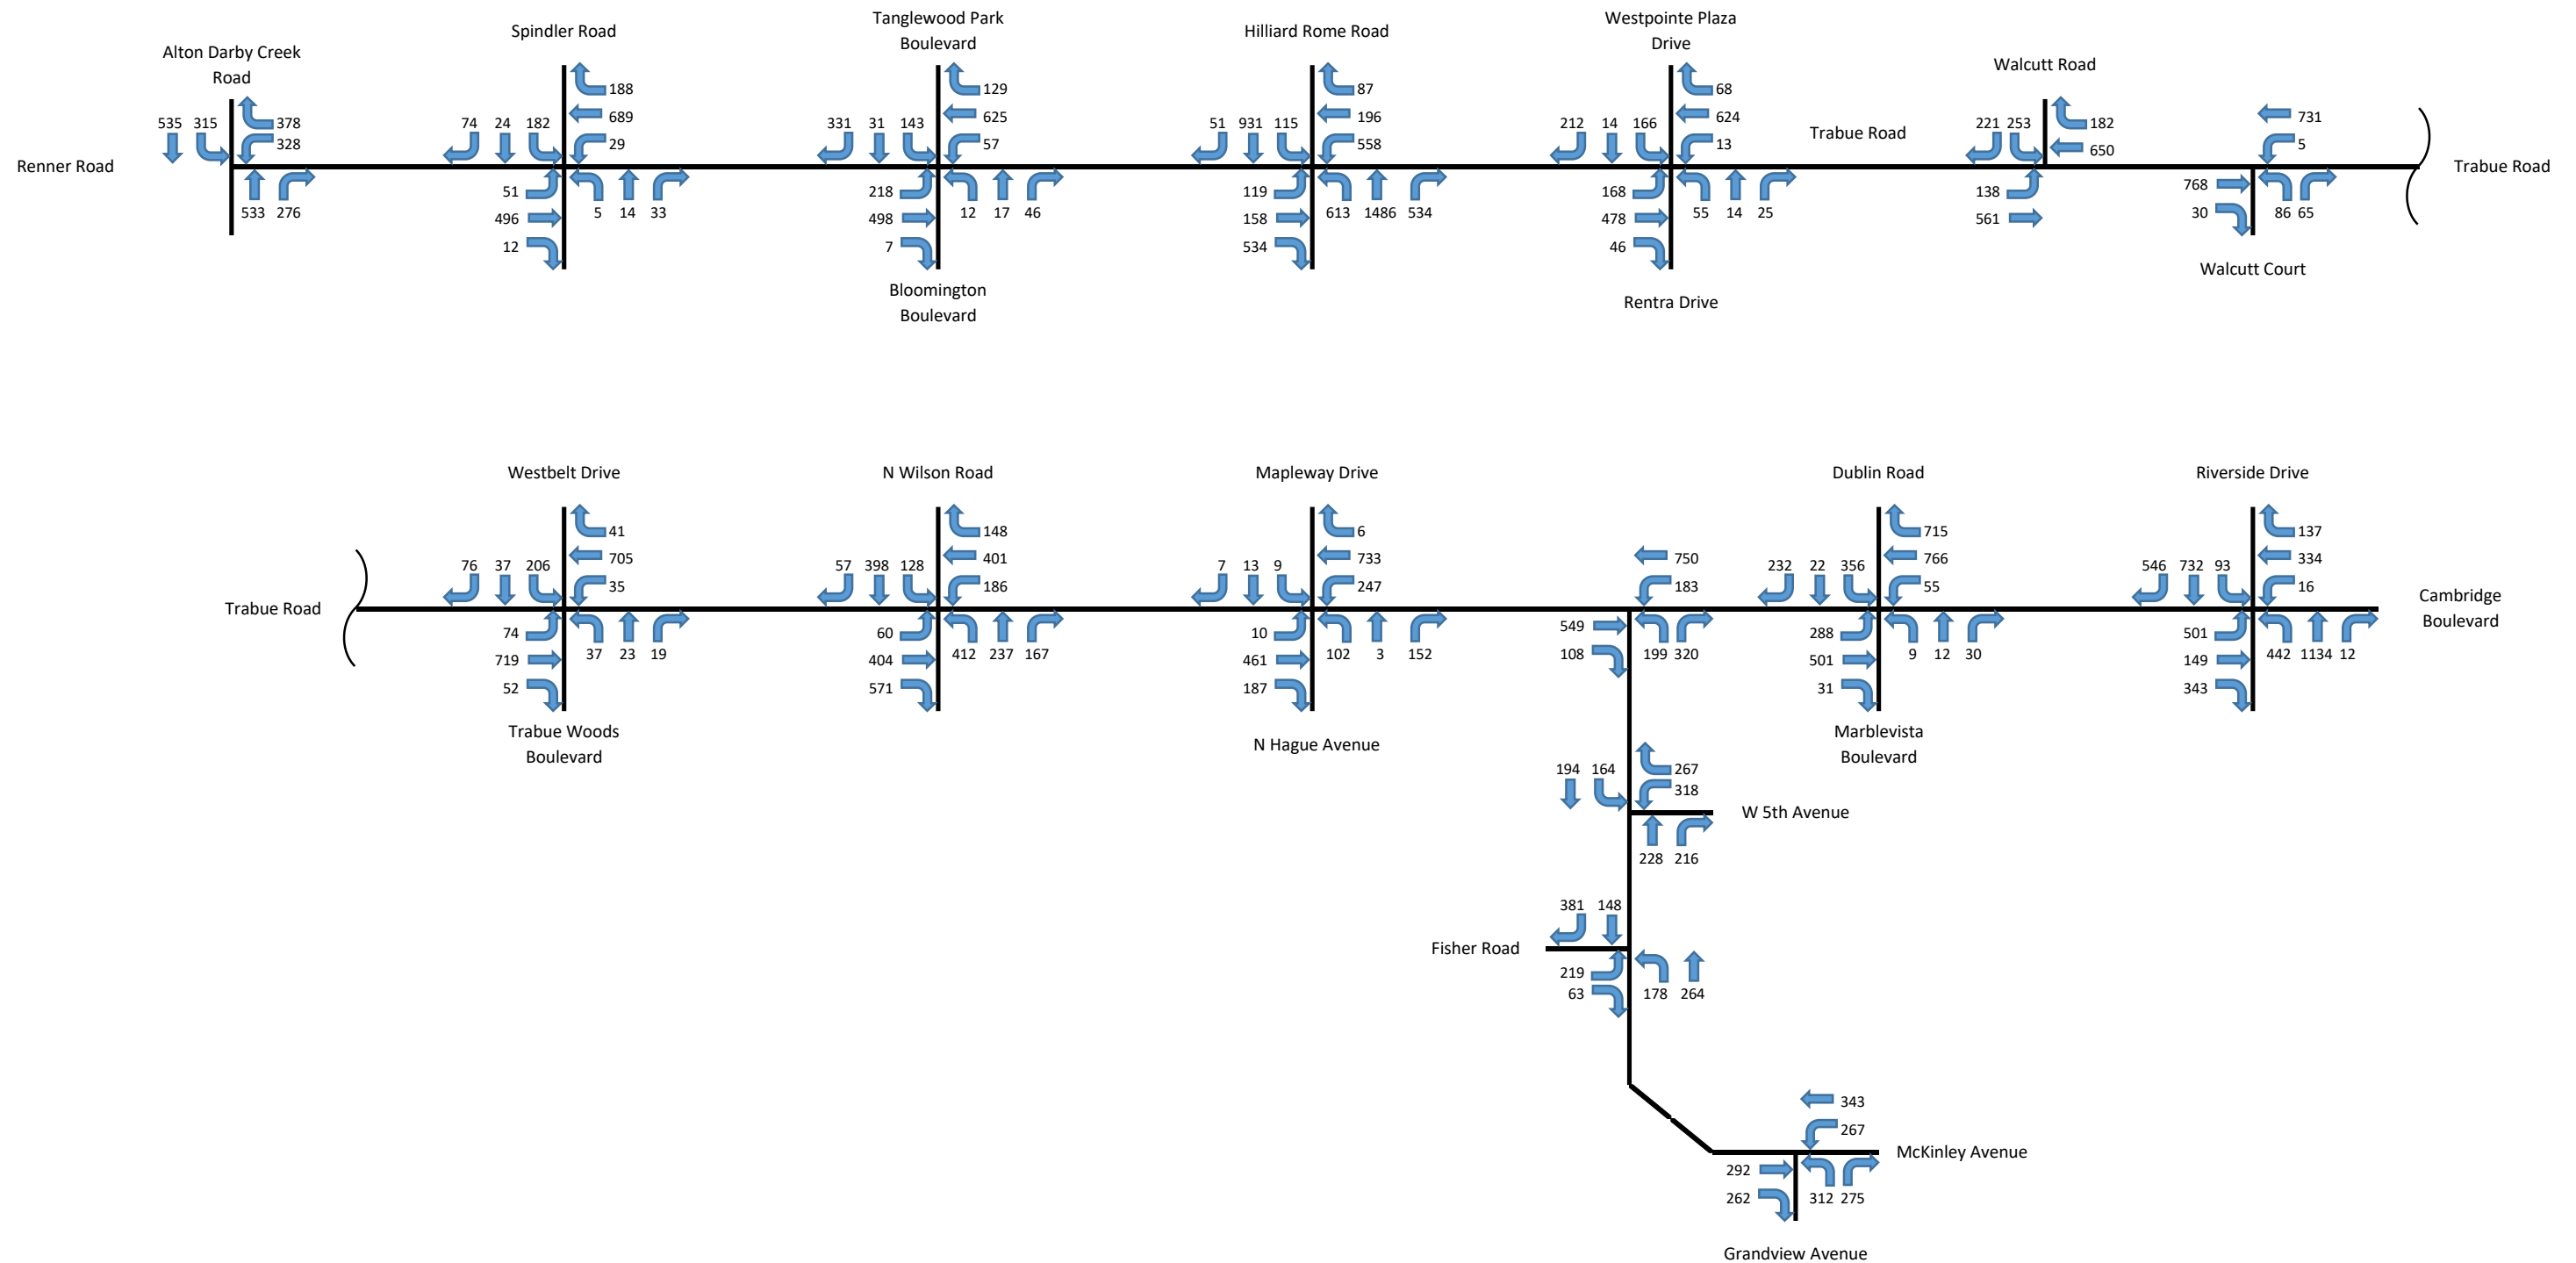 Tanglewood Park
Boulevard
Westpointe Plaza
Drive
Spindler Road
Hilliard Rome Road
Alton Darby Creek
Road
Walcutt Road
188
129
87
68
689
625
196
624
731
535 315
378
74 24 182
331 31 143
51 931 115
212 14 166
Trabue Road
221 253
182
328
29
57
558
13
650
5
Renner Road
Trabue Road
51
218
119
168
138
768
533 276
496
5 14 33
498
12 17 46
158
613 1486 534
478
55 14 25
561
30
86 65
12
7
534
46
Walcutt Court
Bloomington
Boulevard
Rentra Drive
Westbelt Drive
N Wilson Road
Mapleway Drive
Dublin Road
Riverside Drive
41
148
6
715
137
705
401
733
750
766
334
76 37 206
57 398 128
7 13 9
232 22 356
546 732 93
35
186
247
183
55
16
Trabue Road
Cambridge
Boulevard
74
60
10
549
288
501
719
37 23 19
404
412 237 167
461
102 3 152
108
199 320
501
9 12 30
149
442 1134 12
52
571
187
31
343
Trabue Woods
Boulevard
N Hague Avenue
Marblevista
Boulevard
194 164
267
318
W 5th Avenue
228 216
381 148
Fisher Road
219
63
178 264
343
267
McKinley Avenue
292
262
312 275
Grandview Avenue